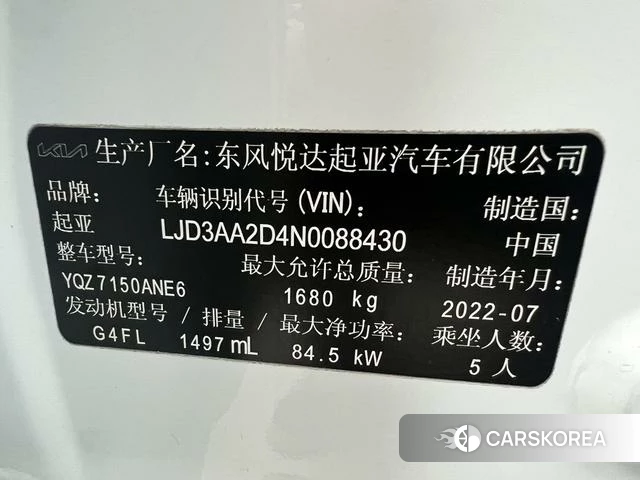 KIA 生产厂名:东风悦达起亚汽车有限公司
品牌: 车辆识别代号(VIN): 制造国:
起亚 LJD3AA2D4N0088430 中国
整车型号: 最大允许总质量: 制造年月:
YQZ7150ANE6 1680 kg 2022-07
发动机型号 / 排量 / 最大净功率: 乘坐人数:
G4FL 1497mL 84.5 kW 5 人
CARSKOREA